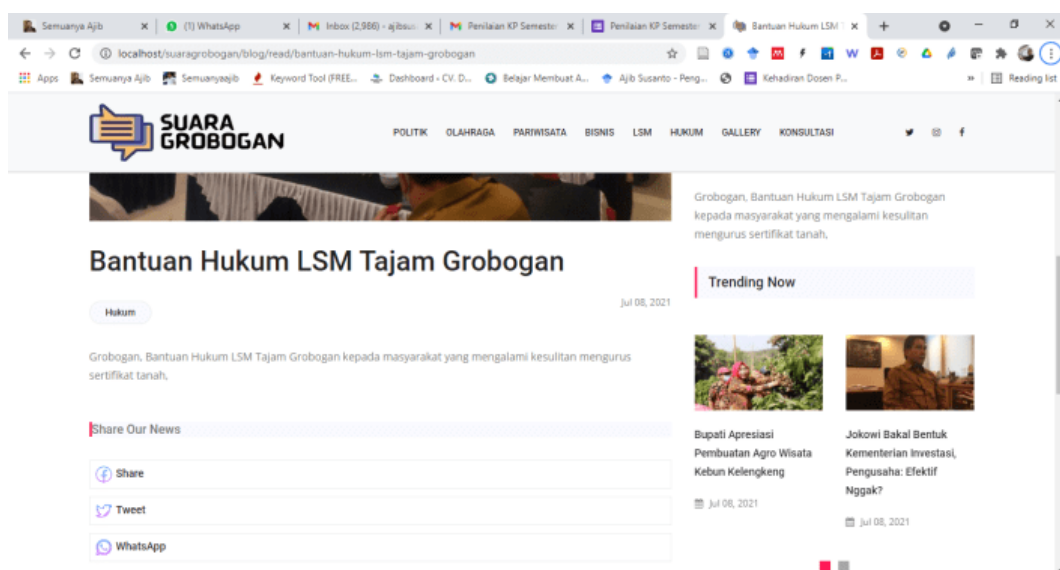 Semuanya Ajib
(1) WhatsApp
Inbox (2,986) - ajibsus
Penilaian KP Semester
Penilaian KP Semester
Bantuan Hukum LSM T
localhost/suaragrobogan/blog/read/bantuan-hukum-lsm-tajam-grobogan
Apps
Semuanya Ajib
Semuanyaajib
Keyword Tool (FREE...
Dashboard - CV. D...
Belajar Membuat A...
Ajib Susanto - Peng...
Kehadiran Dosen P...
»
Reading list
SUARA
GROBOGAN
POLITIK OLAHRAGA PARIWISATA BISNIS LSM HUKUM GALLERY KONSULTASI
Bantuan Hukum LSM Tajam Grobogan
Hukum
Jul 08, 2021
Grobogan, Bantuan Hukum LSM Tajam Grobogan kepada masyarakat yang mengalami kesulitan mengurus
sertifikat tanah,
Share Our News
Share
Tweet
WhatsApp
Grobogan, Bantuan Hukum LSM Tajam Grobogan
kepada masyarakat yang mengalami kesulitan
mengurus sertifikat tanah,
Trending Now
Bupati Apresiasi
Pembuatan Agro Wisata
Kebun Kelengkeng
Jul 08, 2021
Jokowi Bakal Bentuk
Kementerian Investasi,
Pengusaha: Efektif
Nggak?
Jul 08, 2021